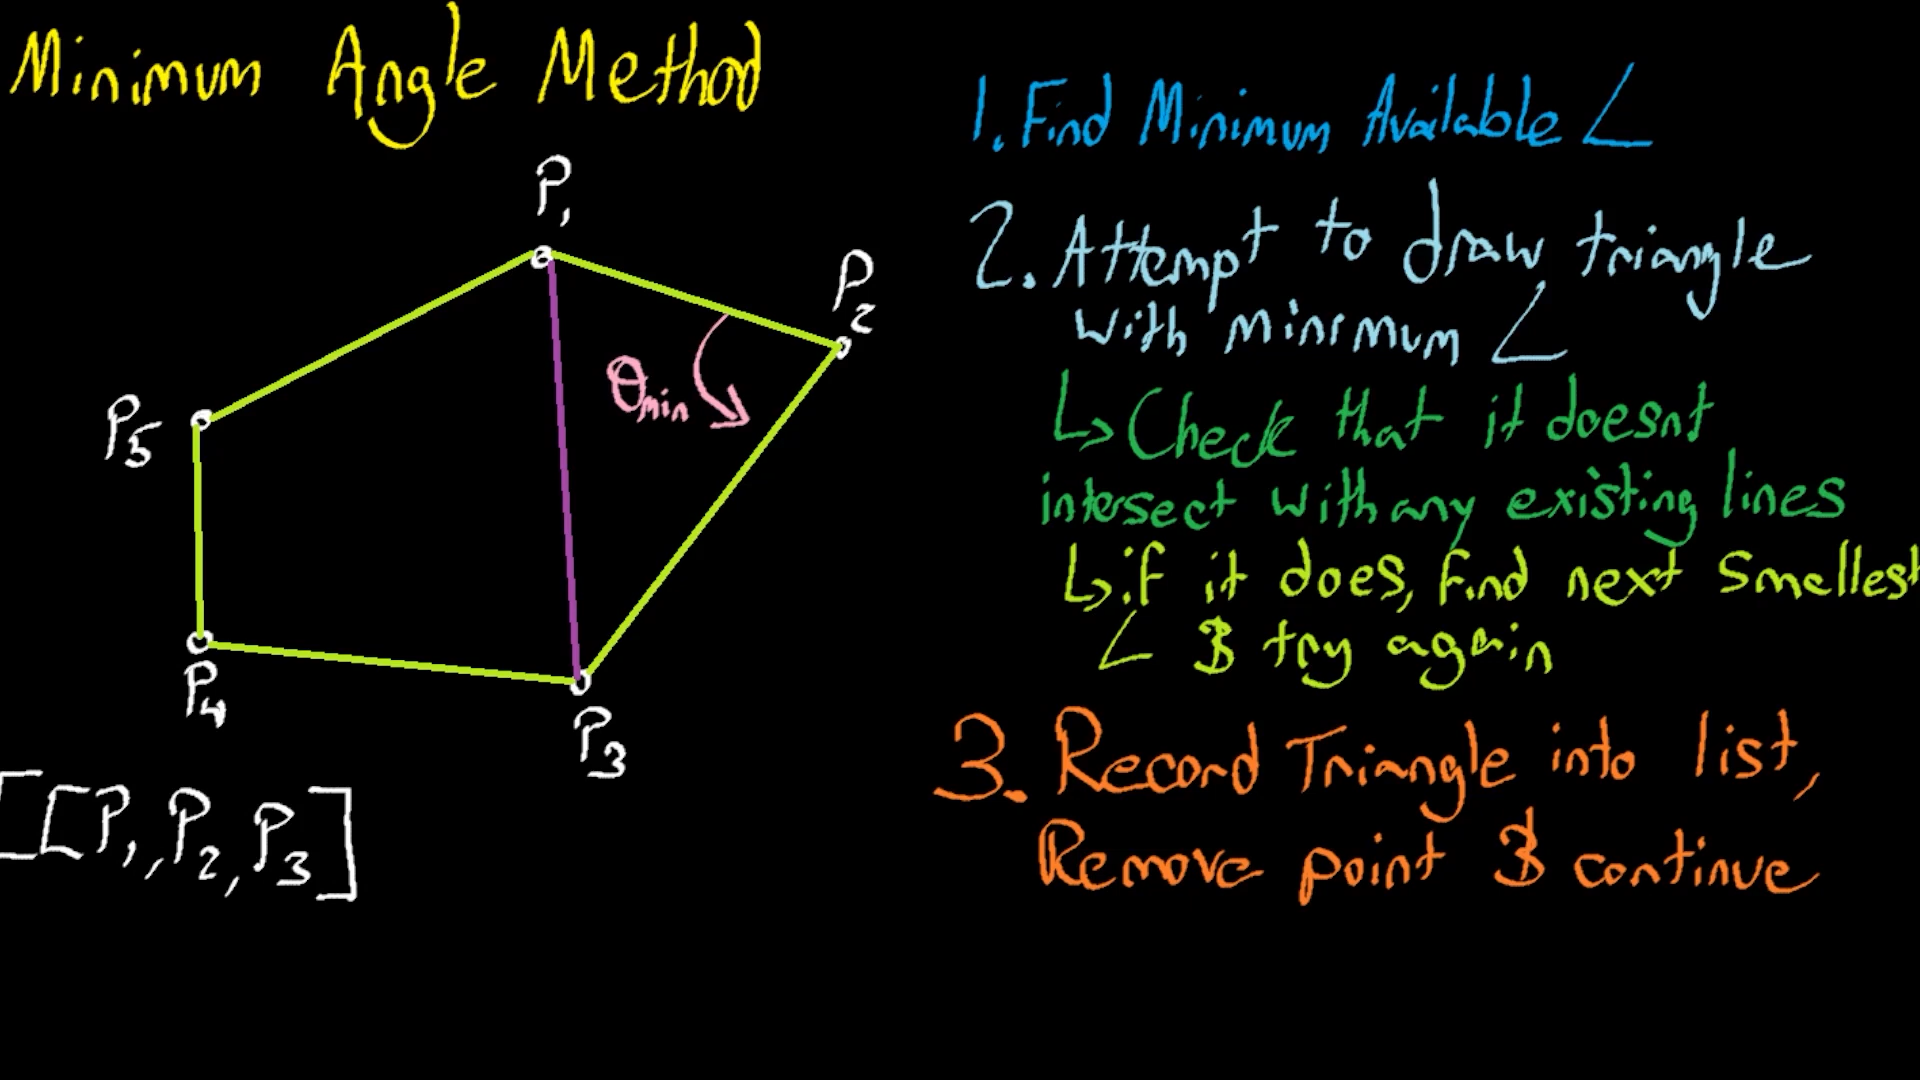 Minimum Angle Method
P1
P2
θmin
P5
P4
P3
[[P1, P2, P3]
1. Find Minimum Available ∠
2. Attempt to draw triangle
with minimum ∠
↳ Check that it doesnt
intersect with any existing lines
↳ if it does, find next smallest
∠ & try again
3. Record Triangle into list,
Remove point & continue